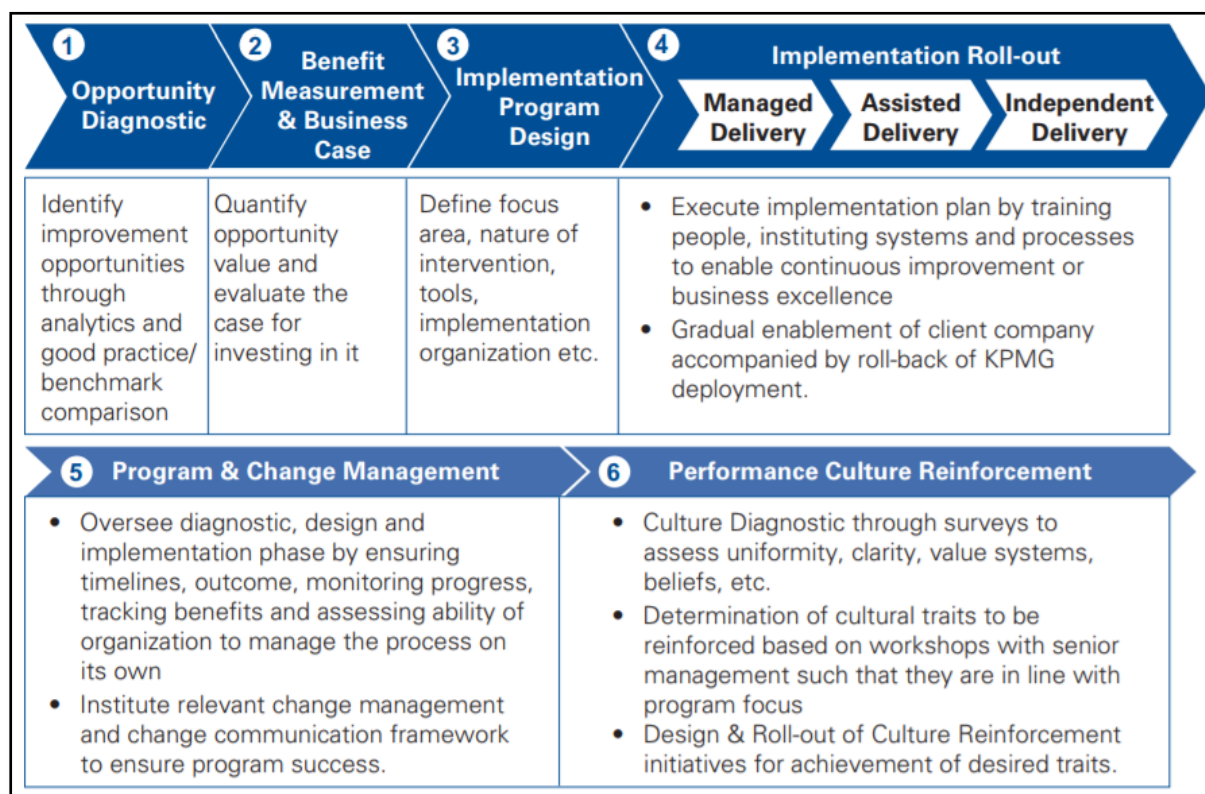 1
Opportunity
Diagnostic
2
Benefit
Measurement
& Business
Case
3
Implementation
Program
Design
4
Implementation Roll-out
Managed
Delivery
Assisted
Delivery
Independent
Delivery
Identify
improvement
opportunities
through
analytics and
good practice/
benchmark
comparison
Quantify
opportunity
value and
evaluate the
case for
investing in it
Define focus
area, nature of
intervention,
tools,
implementation
organization etc.
• Execute implementation plan by training
people, instituting systems and processes
to enable continuous improvement or
business excellence
• Gradual enablement of client company
accompanied by roll-back of KPMG
deployment.
5 Program & Change Management
• Oversee diagnostic, design and
implementation phase by ensuring
timelines, outcome, monitoring progress,
tracking benefits and assessing ability of
organization to manage the process on
its own
• Institute relevant change management
and change communication framework
to ensure program success.
6 Performance Culture Reinforcement
• Culture Diagnostic through surveys to
assess uniformity, clarity, value systems,
beliefs, etc.
• Determination of cultural traits to be
reinforced based on workshops with senior
management such that they are in line with
program focus
• Design & Roll-out of Culture Reinforcement
initiatives for achievement of desired traits.